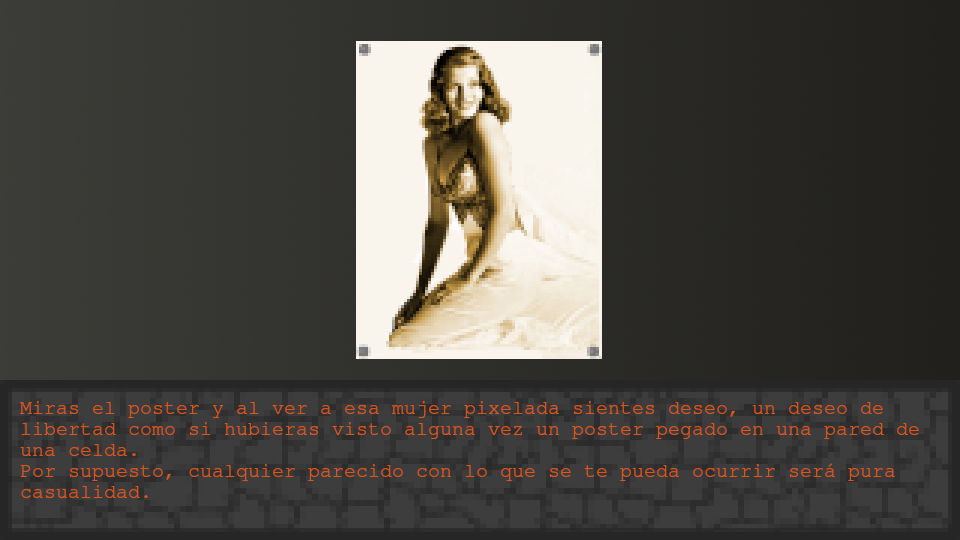 Miras el poster y al ver a esa mujer pixelada sientes deseo, un deseo de
libertad como si hubieras visto alguna vez un poster pegado en una pared de
una celda.
Por supuesto, cualquier parecido con lo que se te pueda ocurrir será pura
casualidad.